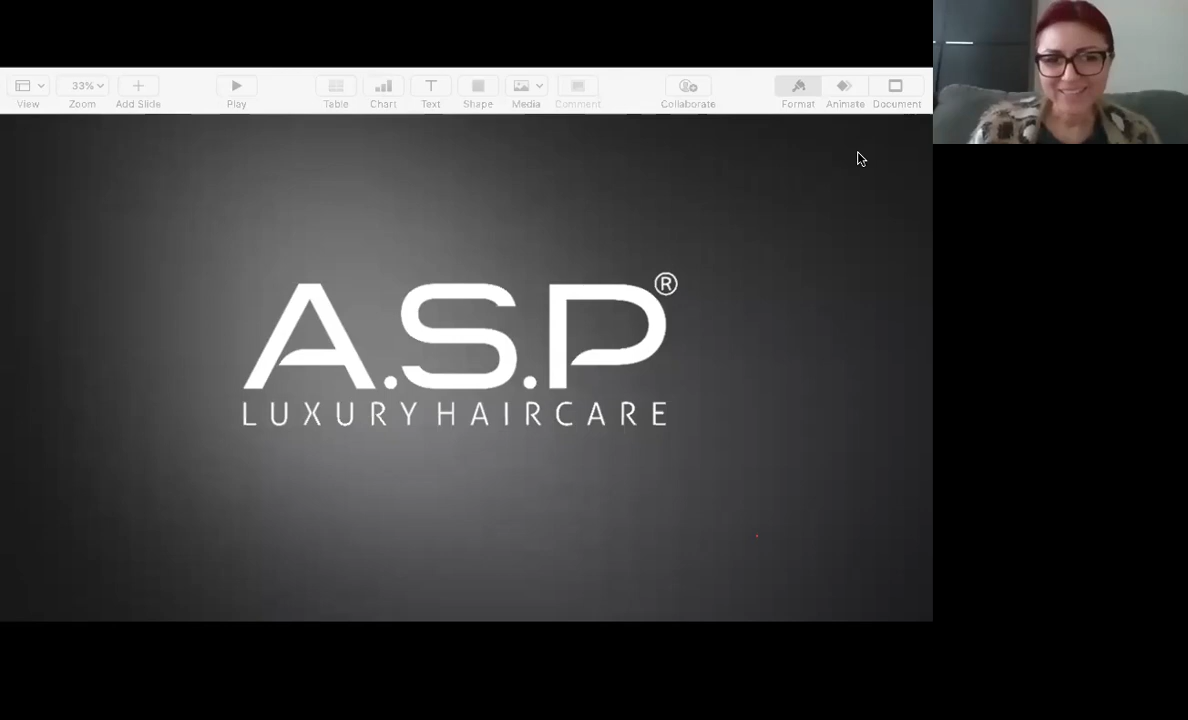 View
33%
Zoom
Add Slide
Play
Table
Chart
Text
Shape
Media
Comment
Collaborate
Format
Animate
Document
A.S.P®
LUXURY HAIRCARE